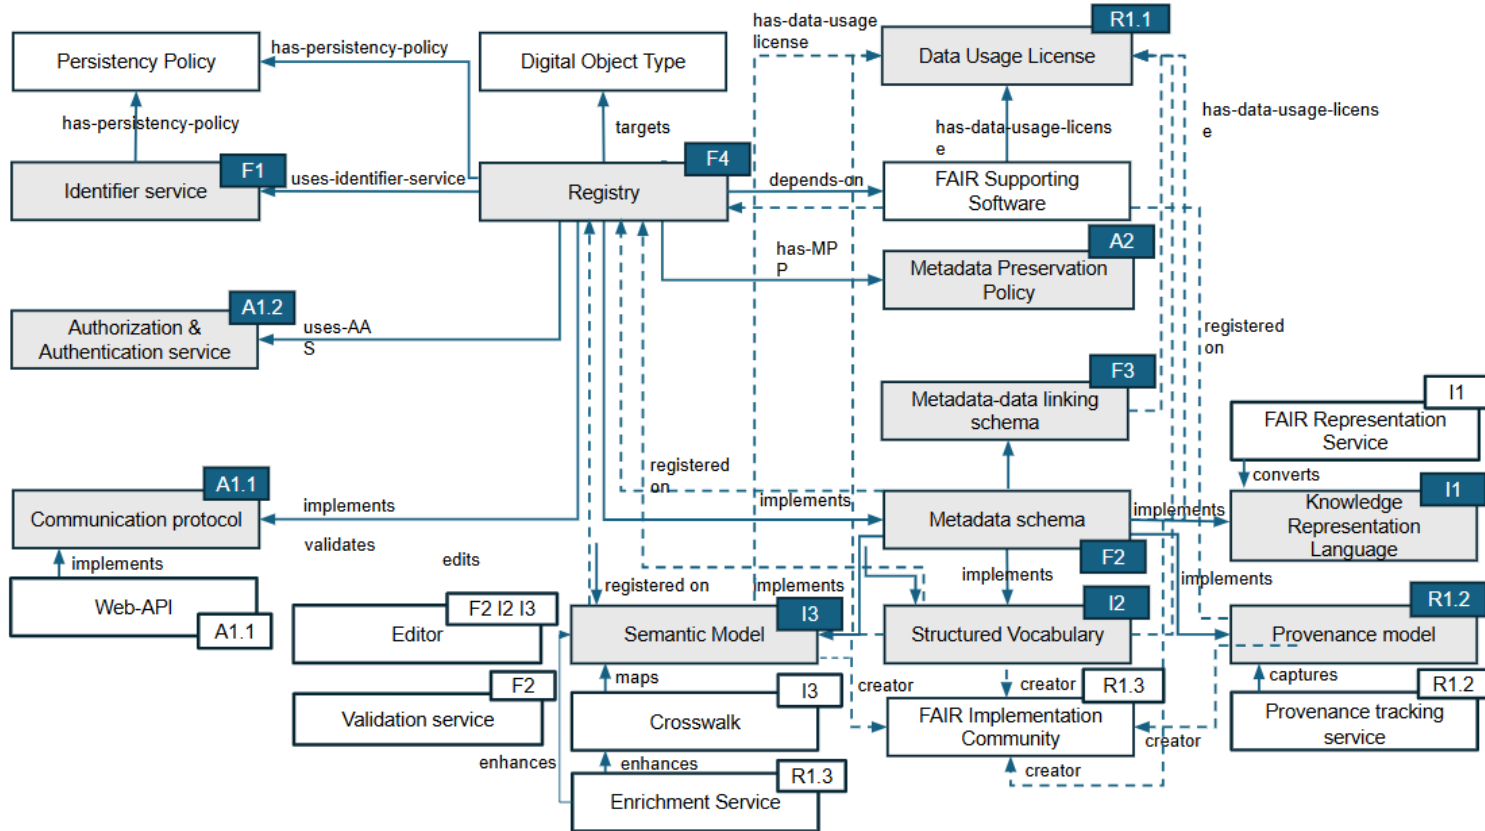 has-data-usage
license
R1.1
Persistency Policy
has-persistency-policy
Digital Object Type
Data Usage License
has-persistency-policy
targets
has-data-usage-licens
e
has-data-usage-licens
e
F1
F4
Identifier service
uses-identifier-service
Registry
depends-on
FAIR Supporting
Software
has-MP
P
A2
Metadata Preservation
Policy
A1.2
Authorization &
Authentication service
uses-AA
S
registered
on
F3
Metadata-data linking
schema
I1
FAIR Representation
Service
registered
on
converts
A1.1
Communication protocol
implements
implements
Metadata schema
implements
I1
Knowledge
Representation
Language
validates
edits
F2
implements
registered on
implements
implements
implements
Web-API
A1.1
F2 I2 I3
Editor
I3
Semantic Model
I2
Structured Vocabulary
R1.2
Provenance model
maps
creator
creator
captures
F2
Validation service
I3
Crosswalk
R1.3
FAIR Implementation
Community
R1.2
Provenance tracking
service
creator
enhances
enhances
creator
R1.3
Enrichment Service